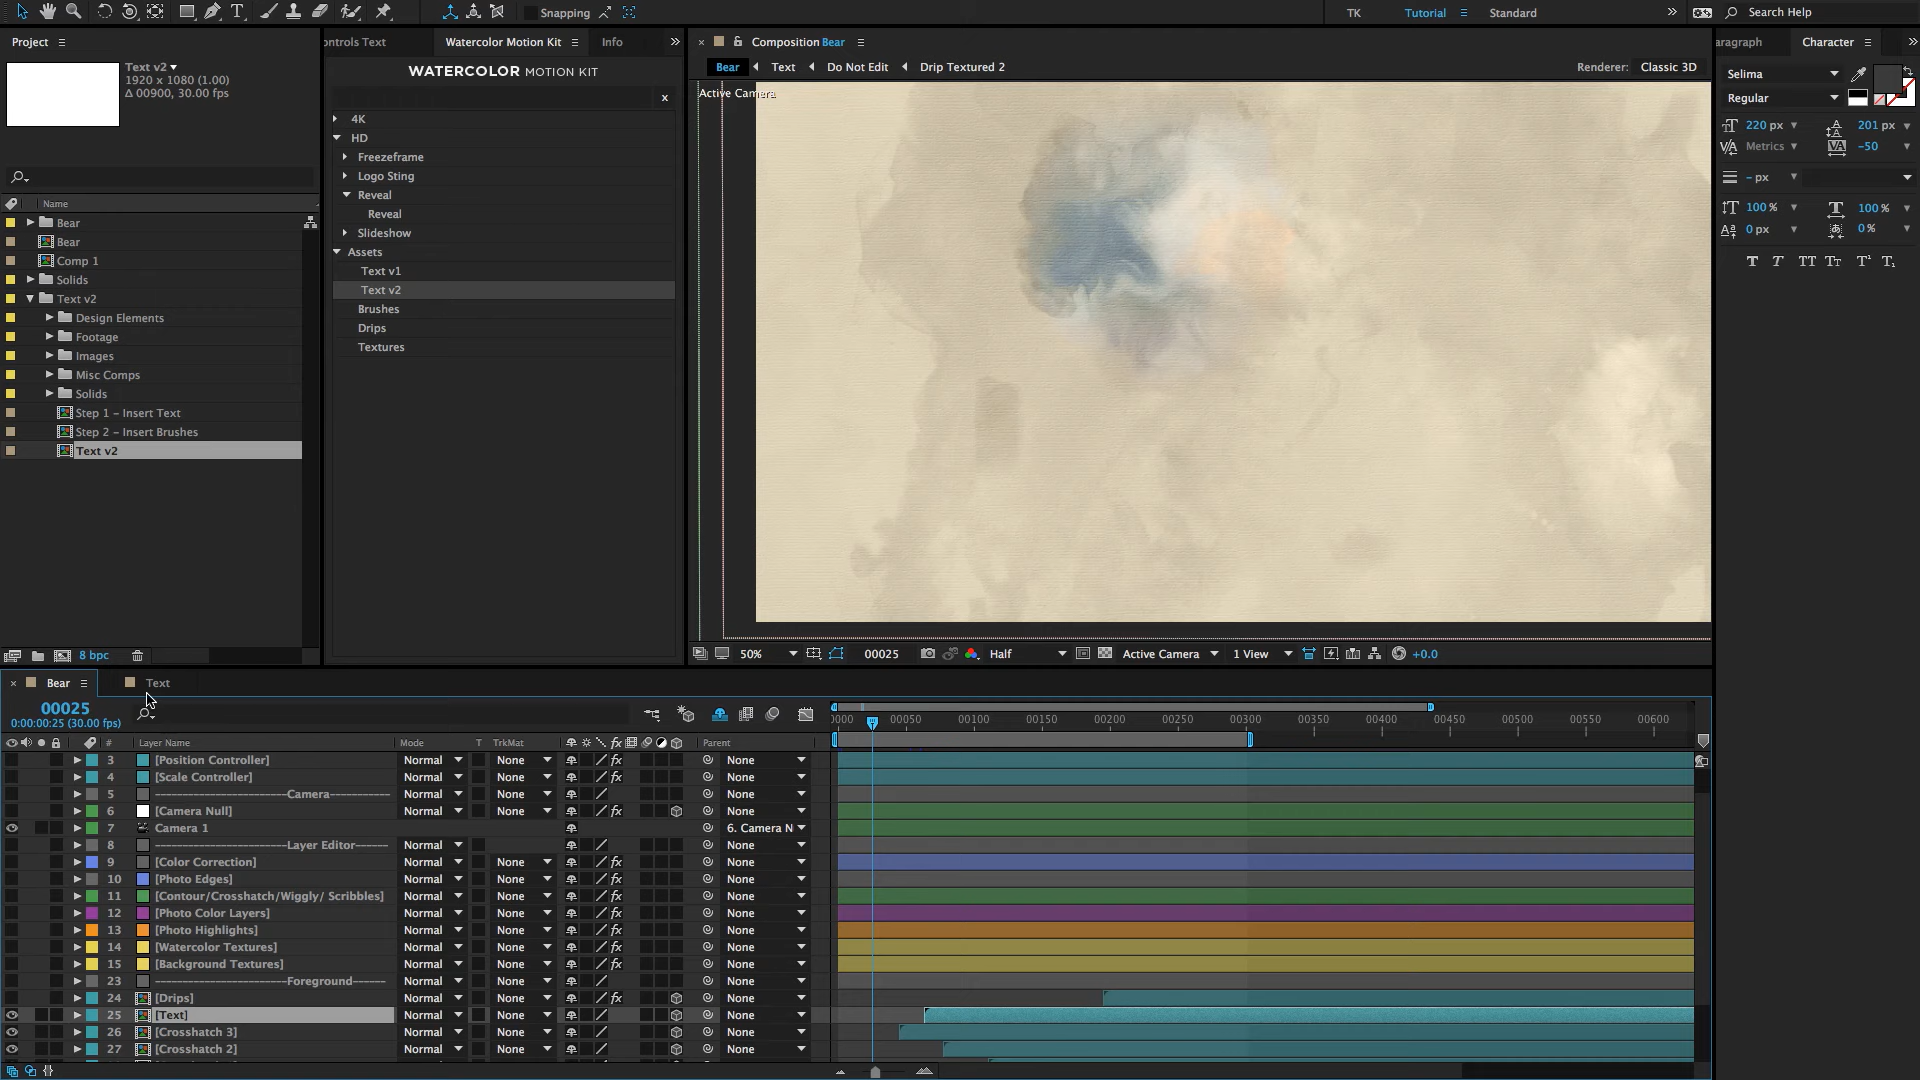 Snapping
TK
Tutorial
Standard
Search Help
Project
ontrols Text
Watercolor Motion Kit
Info
Composition Bear
aragraph
Character
Text v2
1920 x 1080 (1.00)
Δ 00900, 30.00 fps
WATERCOLOR MOTION KIT
x
Bear
Text
Do Not Edit
Drip Textured 2
Renderer:
Classic 3D
Active Camera
Selima
Regular
220 px
201 px
Metrics
-50
- px
100 %
100 %
0 px
0 %
4K
HD
Freezeframe
Logo Sting
Reveal
Reveal
Slideshow
Assets
Text v1
Text v2
Brushes
Drips
Textures
Name
Bear
Bear
Comp 1
Solids
Text v2
Design Elements
Footage
Images
Misc Comps
Solids
Step 1 – Insert Text
Step 2 – Insert Brushes
Text v2
8 bpc
50%
00025
Half
Active Camera
1 View
+0.0
Bear
Text
00025
0:00:00:25 (30.00 fps)
0000 00050 00100 00150 00200 00250 00300 00350 00400 00450 00500 00550 00600
# Layer Name Mode T TrkMat Parent
3 [Position Controller] Normal None None
4 [Scale Controller] Normal None None
5 ------------------------Camera----------- Normal None
6 [Camera Null] Normal None None
7 Camera 1 6. Camera N
8 ------------------------Layer Editor------ Normal None
9 [Color Correction] Normal None None
10 [Photo Edges] Normal None None
11 [Contour/Crosshatch/Wiggly/ Scribbles] Normal None None
12 [Photo Color Layers] Normal None None
13 [Photo Highlights] Normal None None
14 [Watercolor Textures] Normal None None
15 [Background Textures] Normal None None
23 ------------------------Foreground------ Normal None None
24 [Drips] Normal None None
25 [Text] Normal None None
26 [Crosshatch 3] Normal None None
27 [Crosshatch 2] Normal None None